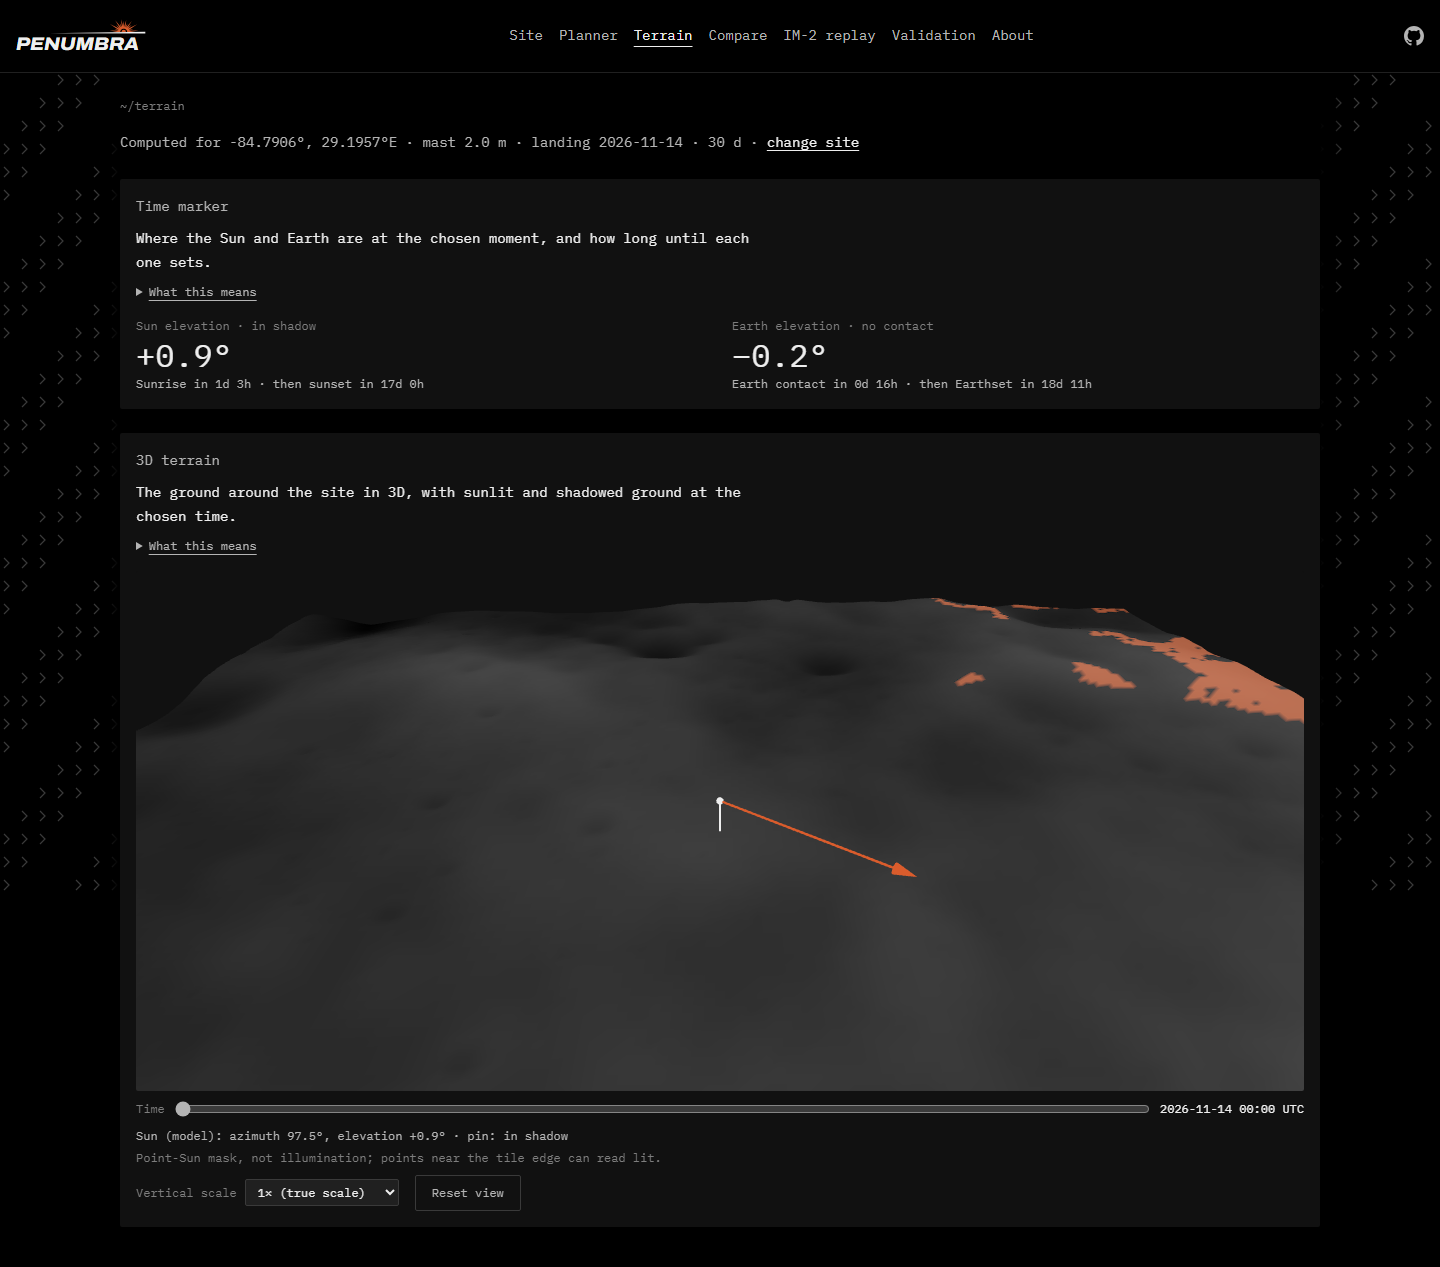 PENUMBRA
Site Planner Terrain Compare IM-2 replay Validation About
~/terrain
Computed for -84.7906°, 29.1957°E · mast 2.0 m · landing 2026-11-14 · 30 d · change site
Time marker
Where the Sun and Earth are at the chosen moment, and how long until each
one sets.
What this means
Sun elevation · in shadow
+0.9°
Sunrise in 1d 3h · then sunset in 17d 0h
Earth elevation · no contact
−0.2°
Earth contact in 0d 16h · then Earthset in 18d 11h
3D terrain
The ground around the site in 3D, with sunlit and shadowed ground at the
chosen time.
What this means
Time 2026-11-14 00:00 UTC
Sun (model): azimuth 97.5°, elevation +0.9° · pin: in shadow
Point-Sun mask, not illumination; points near the tile edge can read lit.
Vertical scale 1× (true scale) Reset view